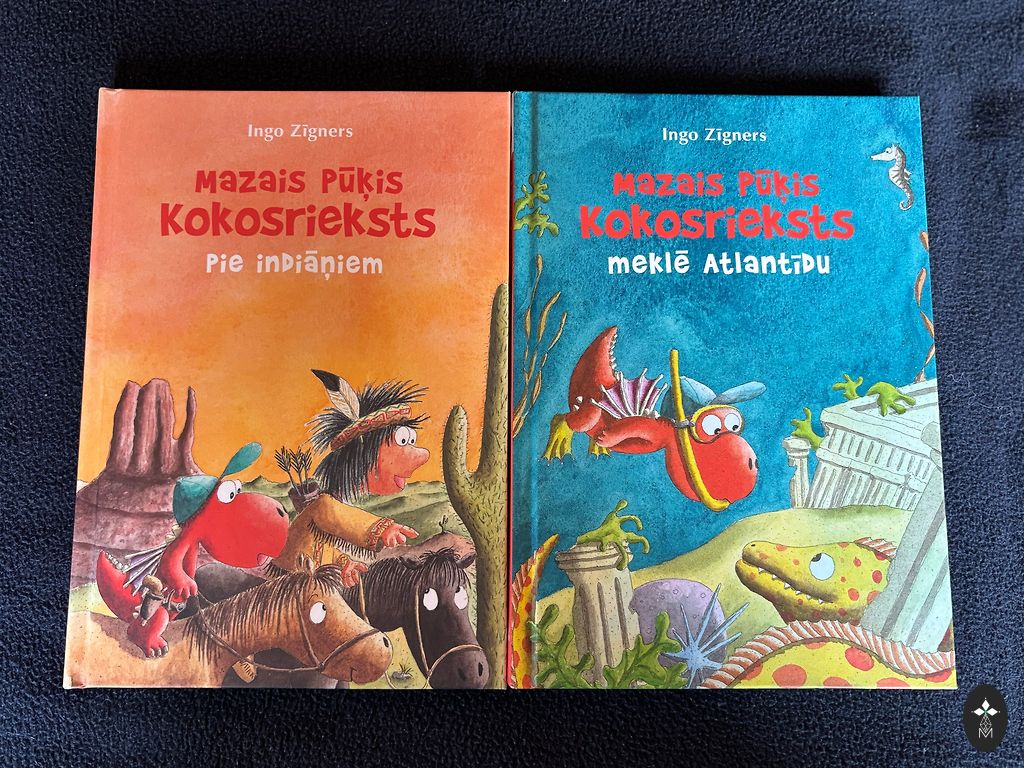 Ingo Zīgners
Mazais Pūķis
Kokosrieksts
pie indiāņiem
Ingo Zīgners
Mazais Pūķis
Kokosrieksts
meklē Atlantīdu
M